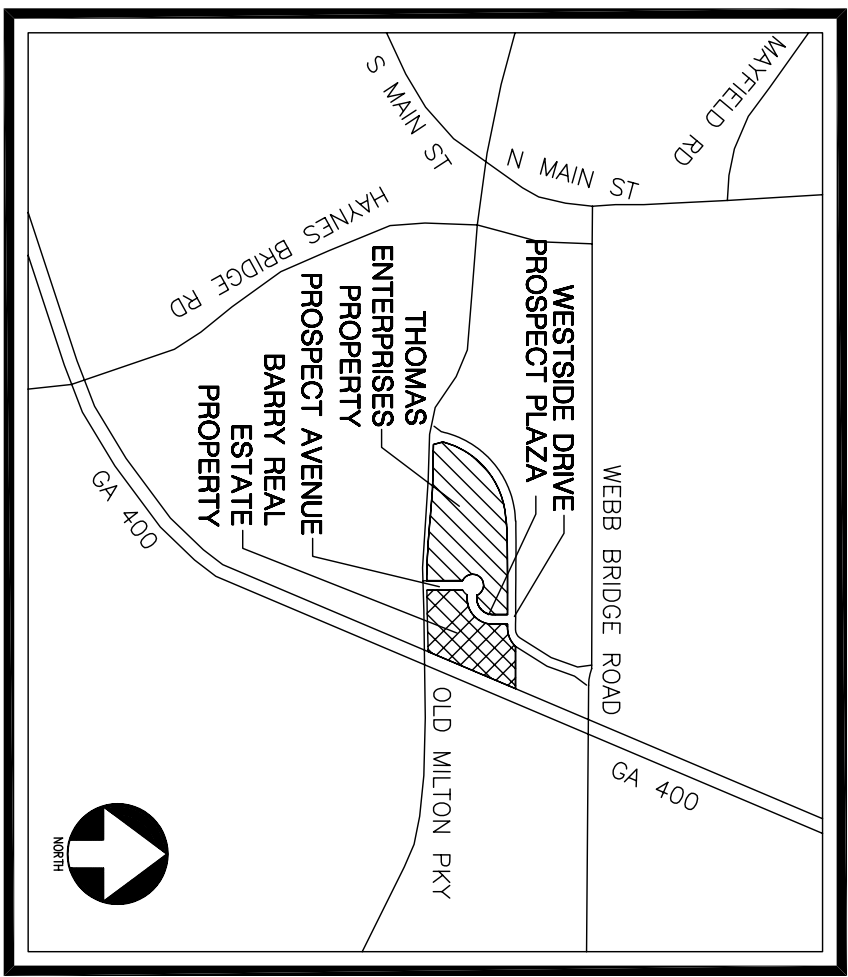 MAYFIELD RD
S MAIN ST
N MAIN ST
HAYNES BRIDGE RD
WESTSIDE DRIVE
PROSPECT PLAZA
THOMAS
ENTERPRISES
PROPERTY
PROSPECT AVENUE
BARRY REAL
ESTATE
PROPERTY
WEBB BRIDGE ROAD
GA 400
GA 400
OLD MILTON PKY
NORTH